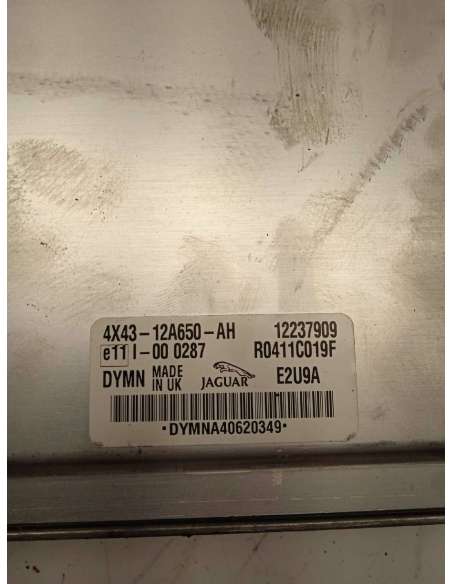 4X43-12A650-AH 12237909
e11 I-00 0287 R0411C019F
DYMN MADE IN UK JAGUAR E2U9A
·DYMNA40620349·